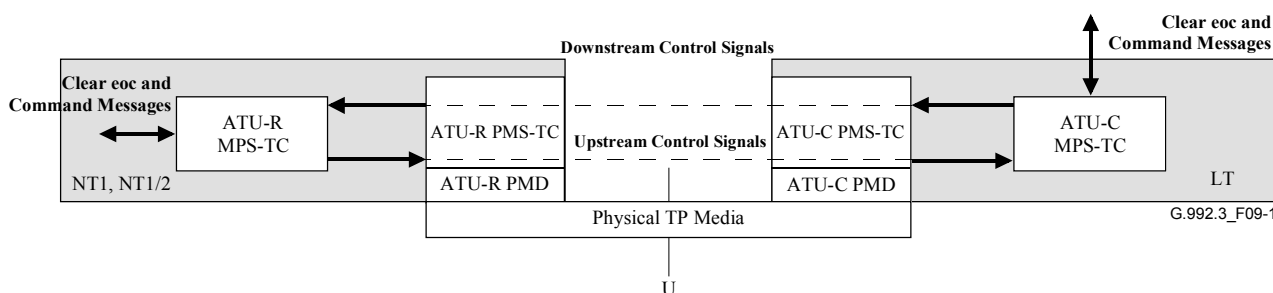 Clear eoc and
Command Messages
Downstream Control Signals
Clear eoc and
Command Messages
ATU-R
MPS-TC
ATU-R PMS-TC
Upstream Control Signals
ATU-C PMS-TC
ATU-C
MPS-TC
NT1, NT1/2
ATU-R PMD
ATU-C PMD
LT
Physical TP Media
G.992.3_F09-1
U